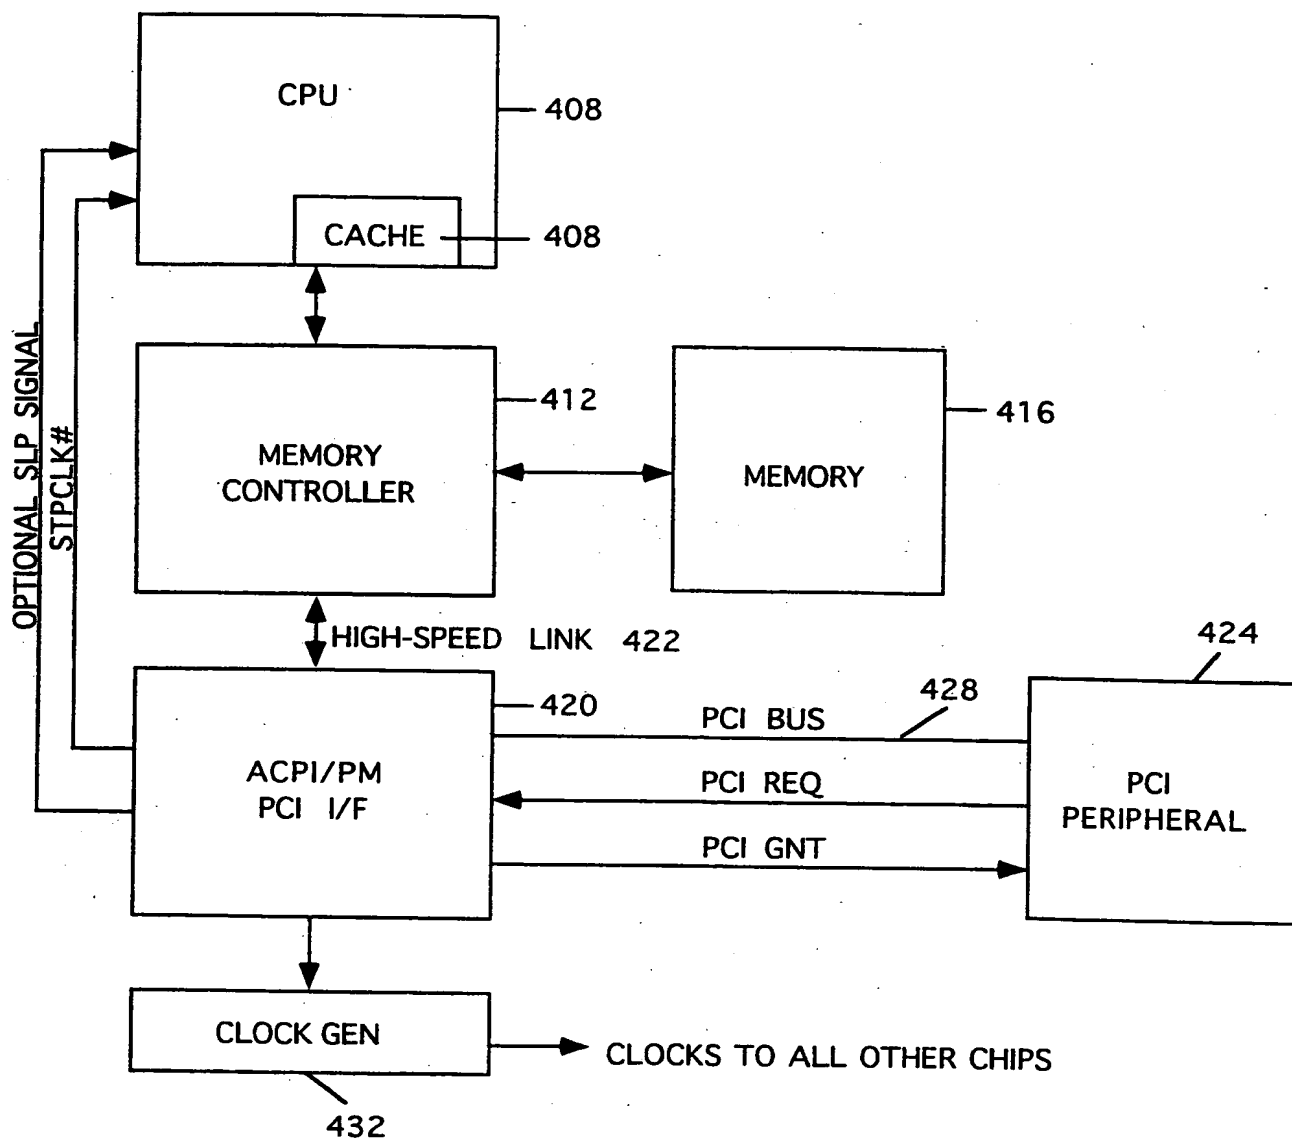 CPU
408
CACHE
408
OPTIONAL SLP SIGNAL
STPCLK#
412
MEMORY
CONTROLLER
416
MEMORY
HIGH-SPEED LINK 422
424
420
428
PCI BUS
ACPI/PM
PCI I/F
PCI REQ
PCI
PERIPHERAL
PCI GNT
CLOCK GEN
CLOCKS TO ALL OTHER CHIPS
432